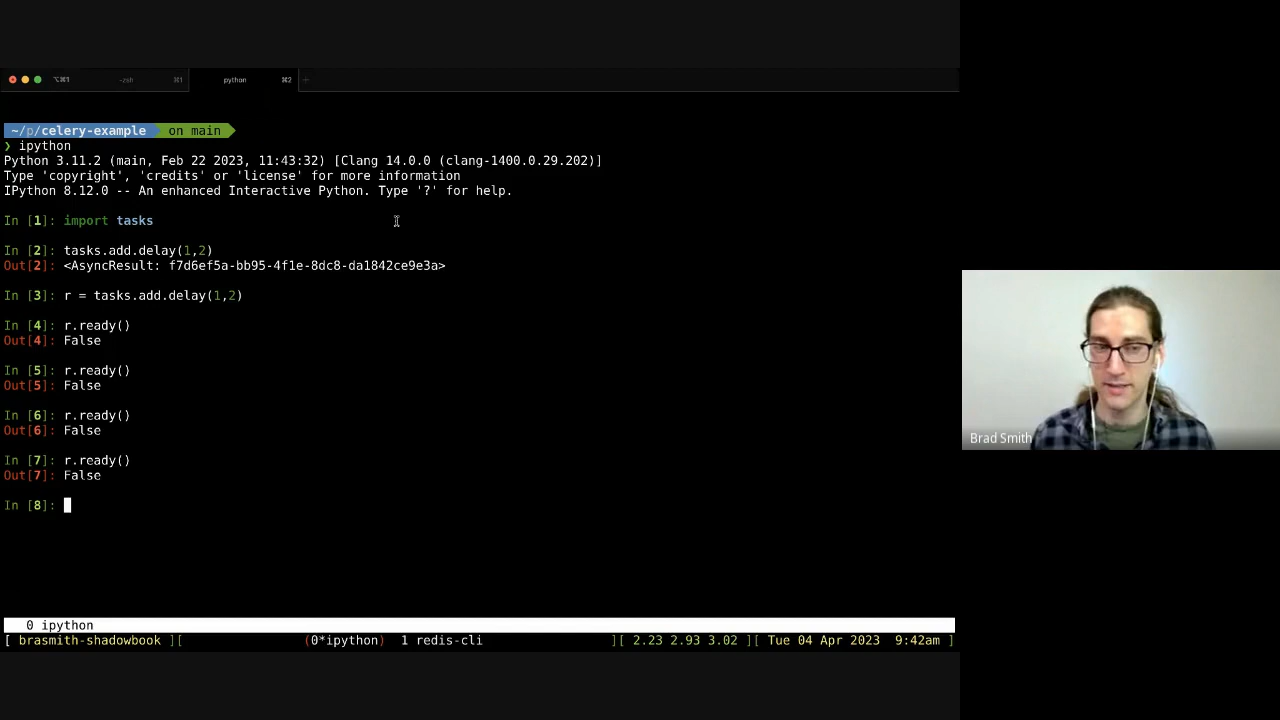 ⌥⌘1 -zsh ⌘1 python ⌘2 +
~/p/celery-example on main
❯ ipython
Python 3.11.2 (main, Feb 22 2023, 11:43:32) [Clang 14.0.0 (clang-1400.0.29.202)]
Type 'copyright', 'credits' or 'license' for more information
IPython 8.12.0 -- An enhanced Interactive Python. Type '?' for help.
In [1]: import tasks
In [2]: tasks.add.delay(1,2)
Out[2]: <AsyncResult: f7d6ef5a-bb95-4f1e-8dc8-da1842ce9e3a>
In [3]: r = tasks.add.delay(1,2)
In [4]: r.ready()
Out[4]: False
In [5]: r.ready()
Out[5]: False
In [6]: r.ready()
Out[6]: False
In [7]: r.ready()
Out[7]: False
In [8]:
0 ipython
[ brasmith-shadowbook ][ (0*ipython) 1 redis-cli ][ 2.23 2.93 3.02 ][ Tue 04 Apr 2023 9:42am ]
Brad Smith